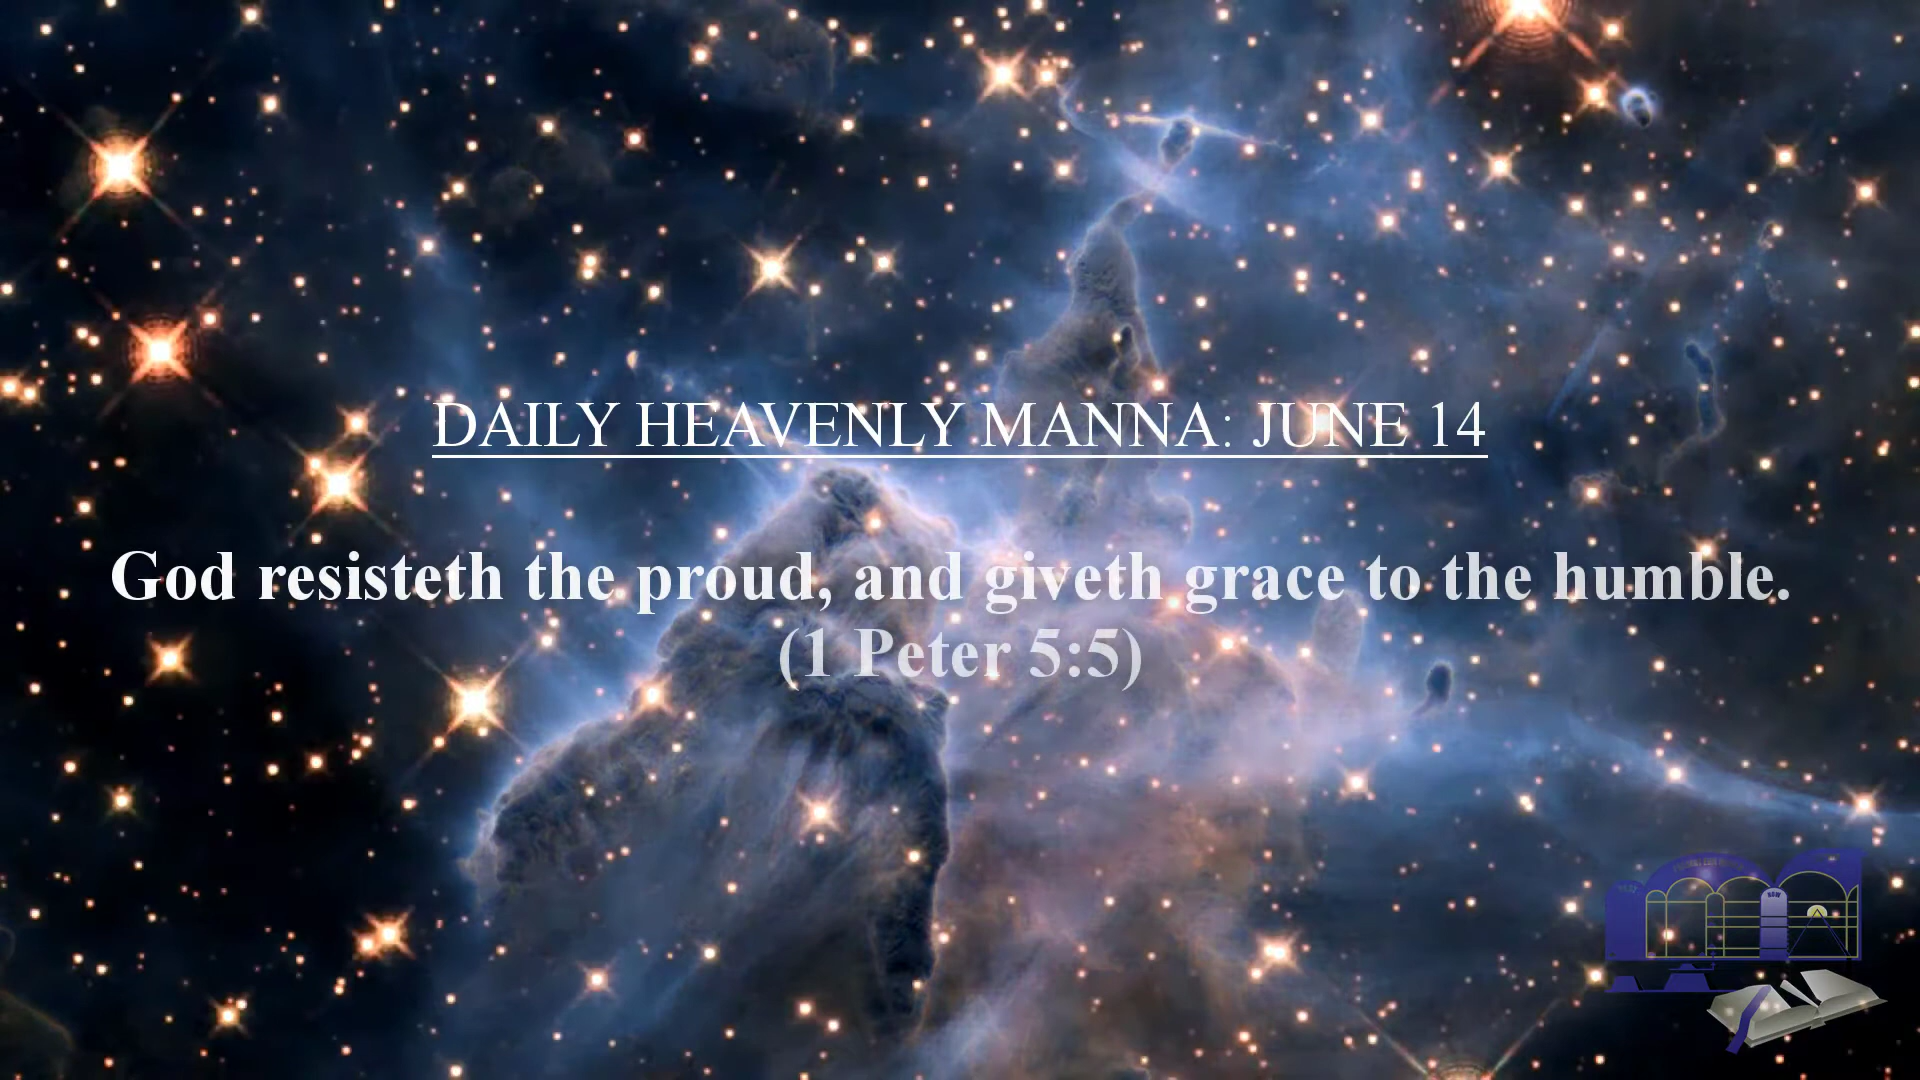 DAILY HEAVENLY MANNA: JUNE 14
God resisteth the proud, and giveth grace to the humble.
(1 Peter 5:5)